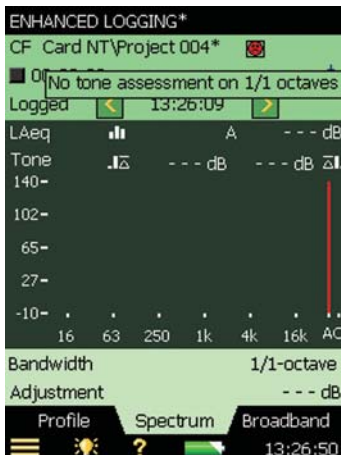 ENHANCED LOGGING*
CF Card NT\Project 004*
No tone assessment on 1/1 octaves
Logged < 13:26:09 >
LAeq A --- dB
Tone --- dB --- dB
140-
102-
65-
27-
-10-
16 63 250 1k 4k 16k AC
Bandwidth 1/1-octave
Adjustment --- dB
Profile Spectrum Broadband
? 13:26:50